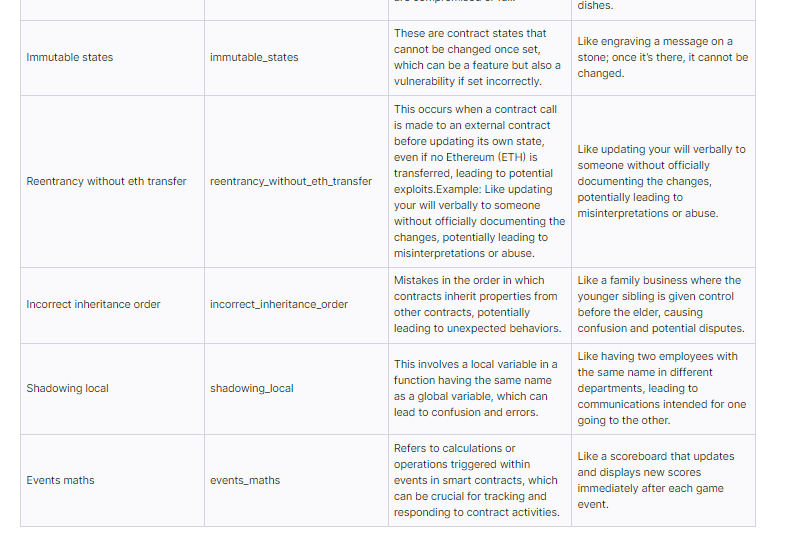 dishes.
Immutable states
immutable_states
These are contract states that
cannot be changed once set,
which can be a feature but also a
vulnerability if set incorrectly.
Like engraving a message on a
stone; once it's there, it cannot be
changed.
Reentrancy without eth transfer
reentrancy_without_eth_transfer
This occurs when a contract call
is made to an external contract
before updating its own state,
even if no Ethereum (ETH) is
transferred, leading to potential
exploits.Example: Like updating
your will verbally to someone
without officially documenting the
changes, potentially leading to
misinterpretations or abuse.
Like updating your will verbally to
someone without officially
documenting the changes,
potentially leading to
misinterpretations or abuse.
Incorrect inheritance order
incorrect_inheritance_order
Mistakes in the order in which
contracts inherit properties from
other contracts, potentially
leading to unexpected behaviors.
Like a family business where the
younger sibling is given control
before the elder, causing
confusion and potential disputes.
Shadowing local
shadowing_local
This involves a local variable in a
function having the same name
as a global variable, which can
lead to confusion and errors.
Like having two employees with
the same name in different
departments, leading to
communications intended for one
going to the other.
Events maths
events_maths
Refers to calculations or
operations triggered within
events in smart contracts, which
can be crucial for tracking and
responding to contract activities.
Like a scoreboard that updates
and displays new scores
immediately after each game
event.